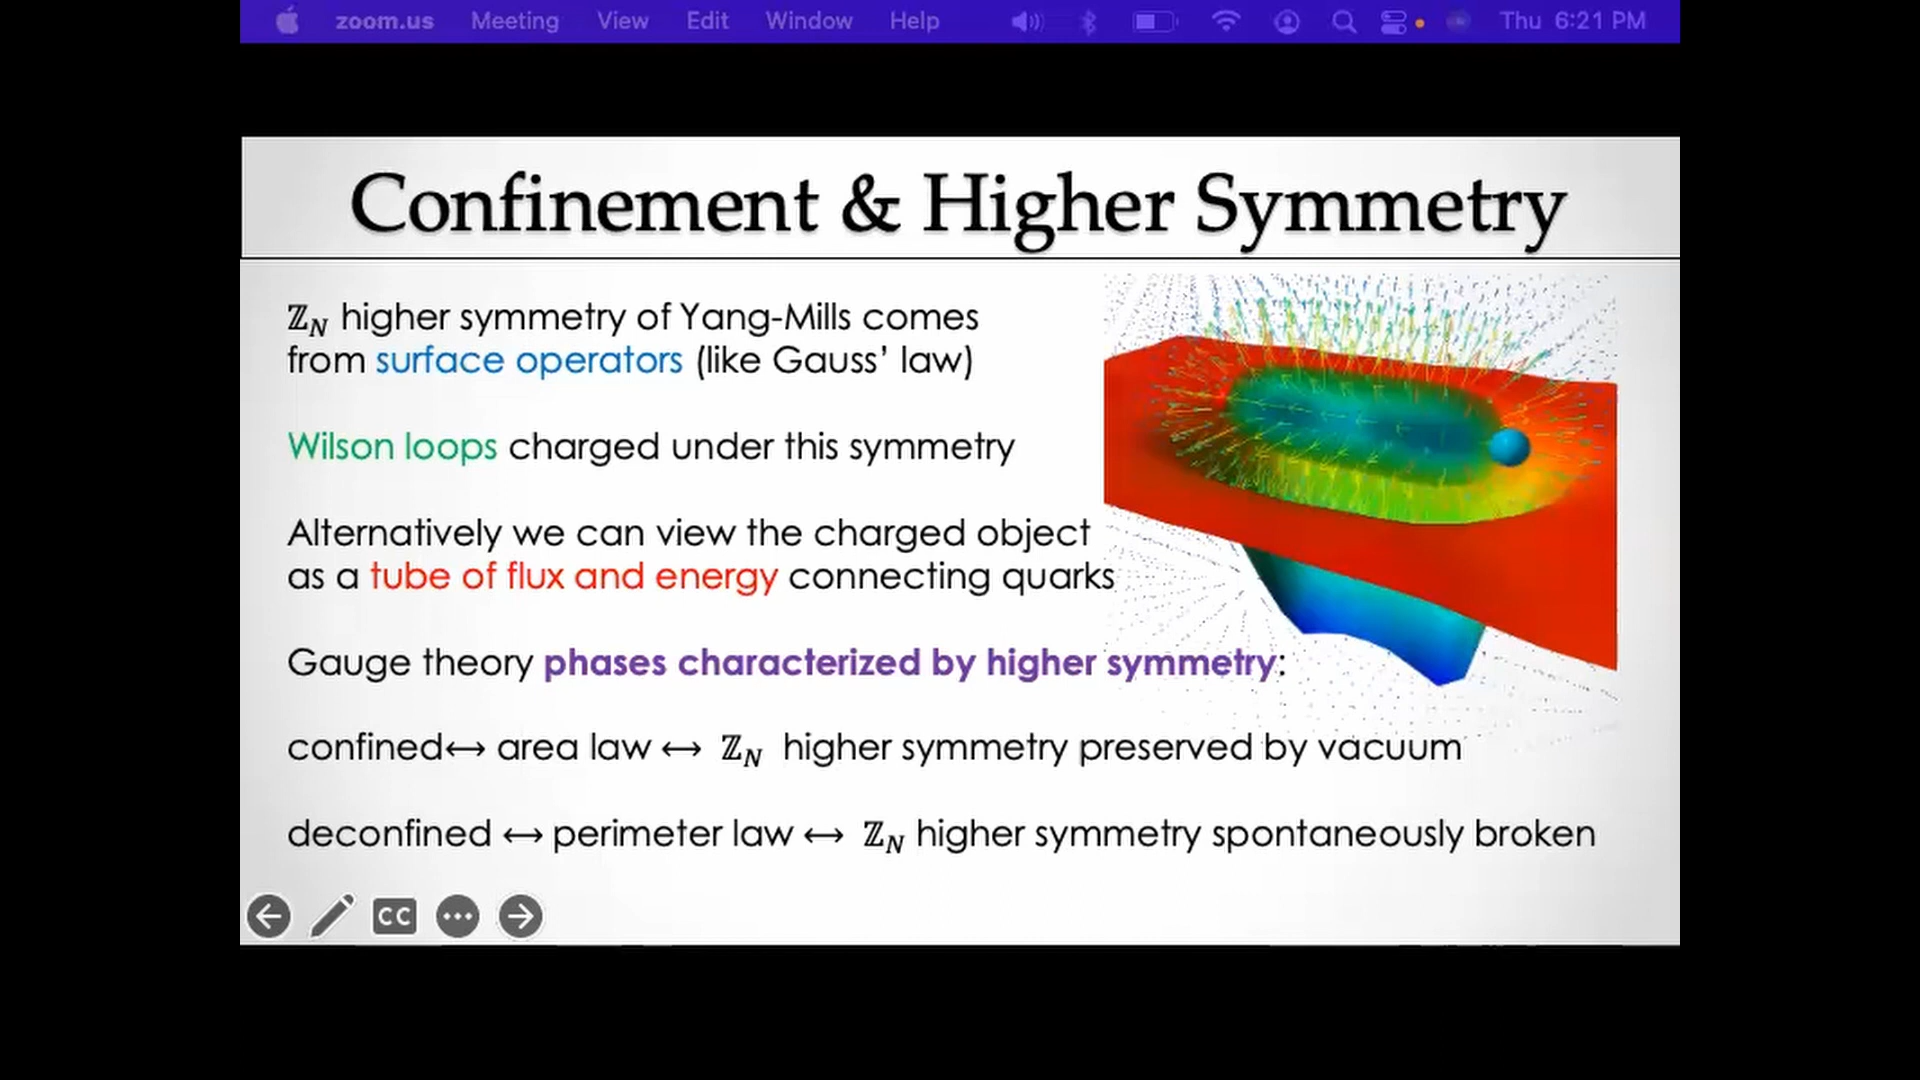 zoom.us Meeting View Edit Window Help Thu 6:21 PM
Confinement & Higher Symmetry
ℤ_N higher symmetry of Yang-Mills comes
from surface operators (like Gauss’ law)
Wilson loops charged under this symmetry
Alternatively we can view the charged object
as a tube of flux and energy connecting quarks
Gauge theory phases characterized by higher symmetry:
confined↔ area law ↔ ℤ_N higher symmetry preserved by vacuum
deconfined ↔ perimeter law ↔ ℤ_N higher symmetry spontaneously broken
CC